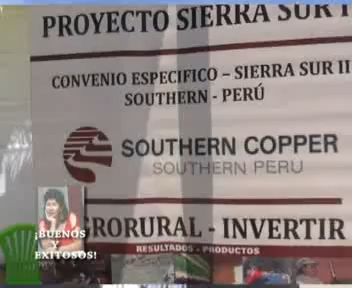 PROYECTO SIERRA SUR I
CONVENIO ESPECIFICO – SIERRA SUR II
SOUTHERN - PERÚ
SOUTHERN COPPER
SOUTHERN PERU
GRORURAL - INVERTIR
RESULTADOS - PRODUCTOS
¡BUENOS
Y
EXITOSOS!